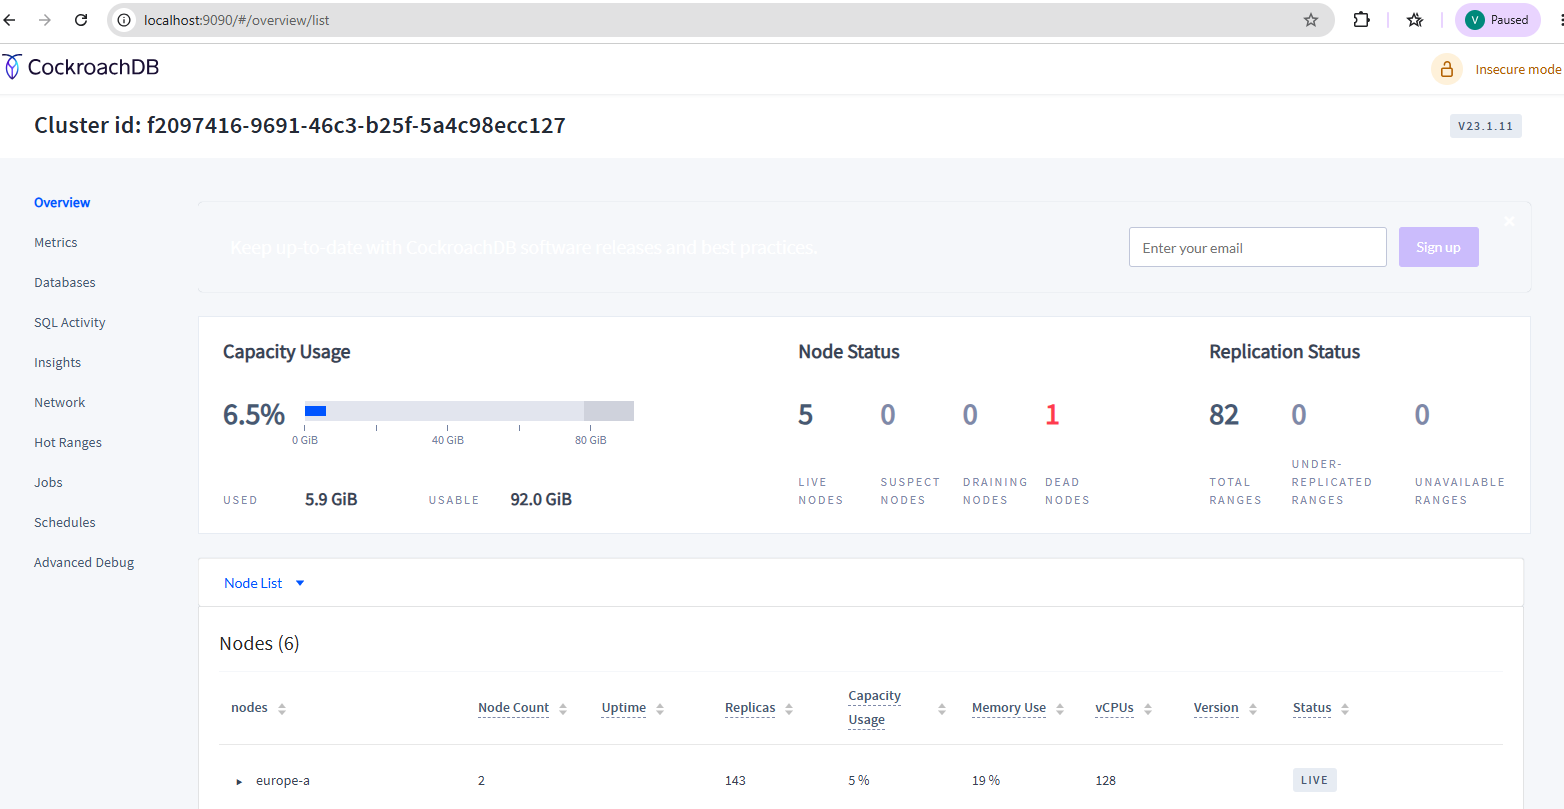 localhost:9090/#/overview/list
V
Paused
CockroachDB
Insecure mode
Cluster id: f2097416-9691-46c3-b25f-5a4c98ecc127
V23.1.11
Overview
Metrics
Databases
SQL Activity
Insights
Network
Hot Ranges
Jobs
Schedules
Advanced Debug
Keep up-to-date with CockroachDB software releases and best practices.
Enter your email
Sign up
Capacity Usage
6.5%
0 GiB
40 GiB
80 GiB
USED
5.9 GiB
USABLE
92.0 GiB
Node Status
5
0
0
1
LIVE
NODES
SUSPECT
NODES
DRAINING
NODES
DEAD
NODES
Replication Status
82
0
0
TOTAL
RANGES
UNDER-
REPLICATED
RANGES
UNAVAILABLE
RANGES
Node List
Nodes (6)
nodes
Node Count
Uptime
Replicas
Capacity
Usage
Memory Use
vCPUs
Version
Status
europe-a
2
143
5 %
19 %
128
LIVE